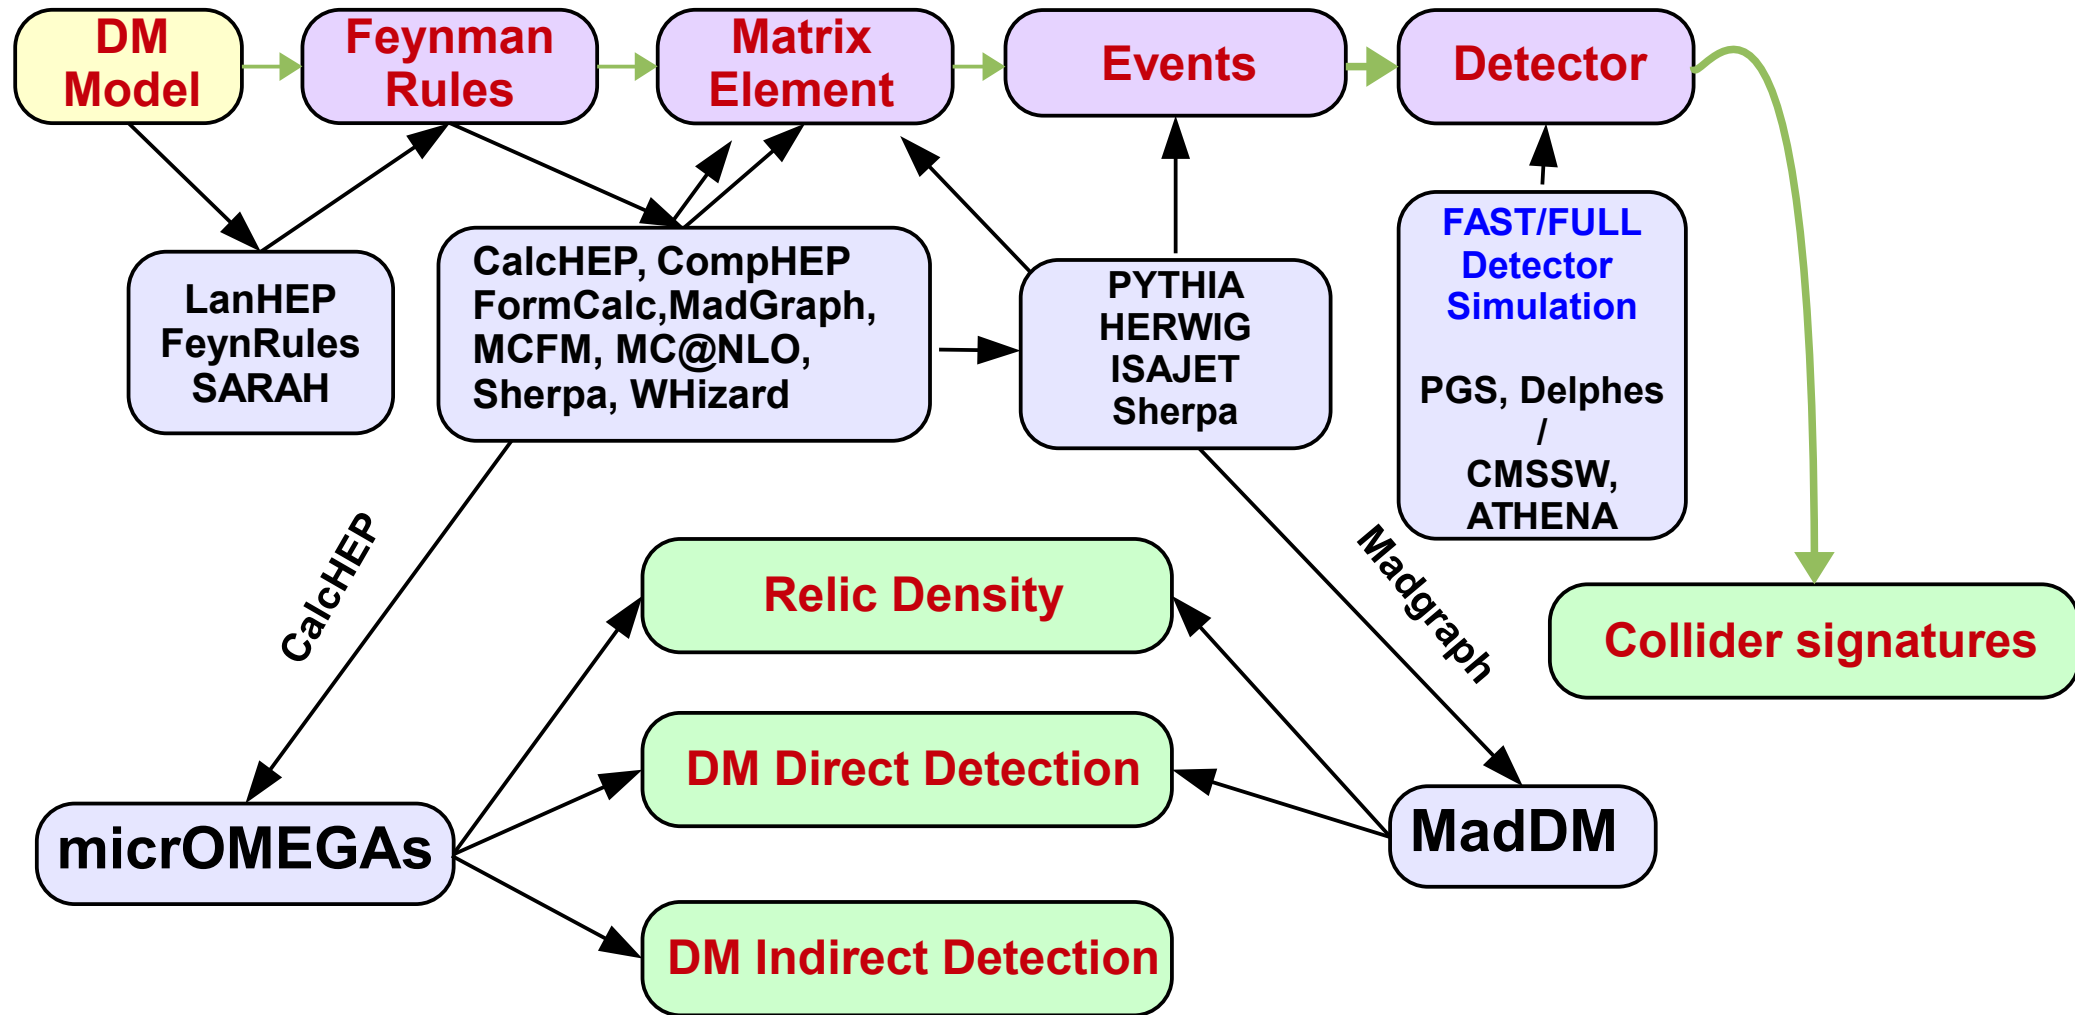 DM
Model
Feynman
Rules
Matrix
Element
Events
Detector
LanHEP
FeynRules
SARAH
CalcHEP, CompHEP
FormCalc,MadGraph,
MCFM, MC@NLO,
Sherpa, WHizard
PYTHIA
HERWIG
ISAJET
Sherpa
FAST/FULL
Detector
Simulation
PGS, Delphes
/
CMSSW,
ATHENA
CalcHEP
Madgraph
Relic Density
Collider signatures
DM Direct Detection
micrOMEGAs
MadDM
DM Indirect Detection